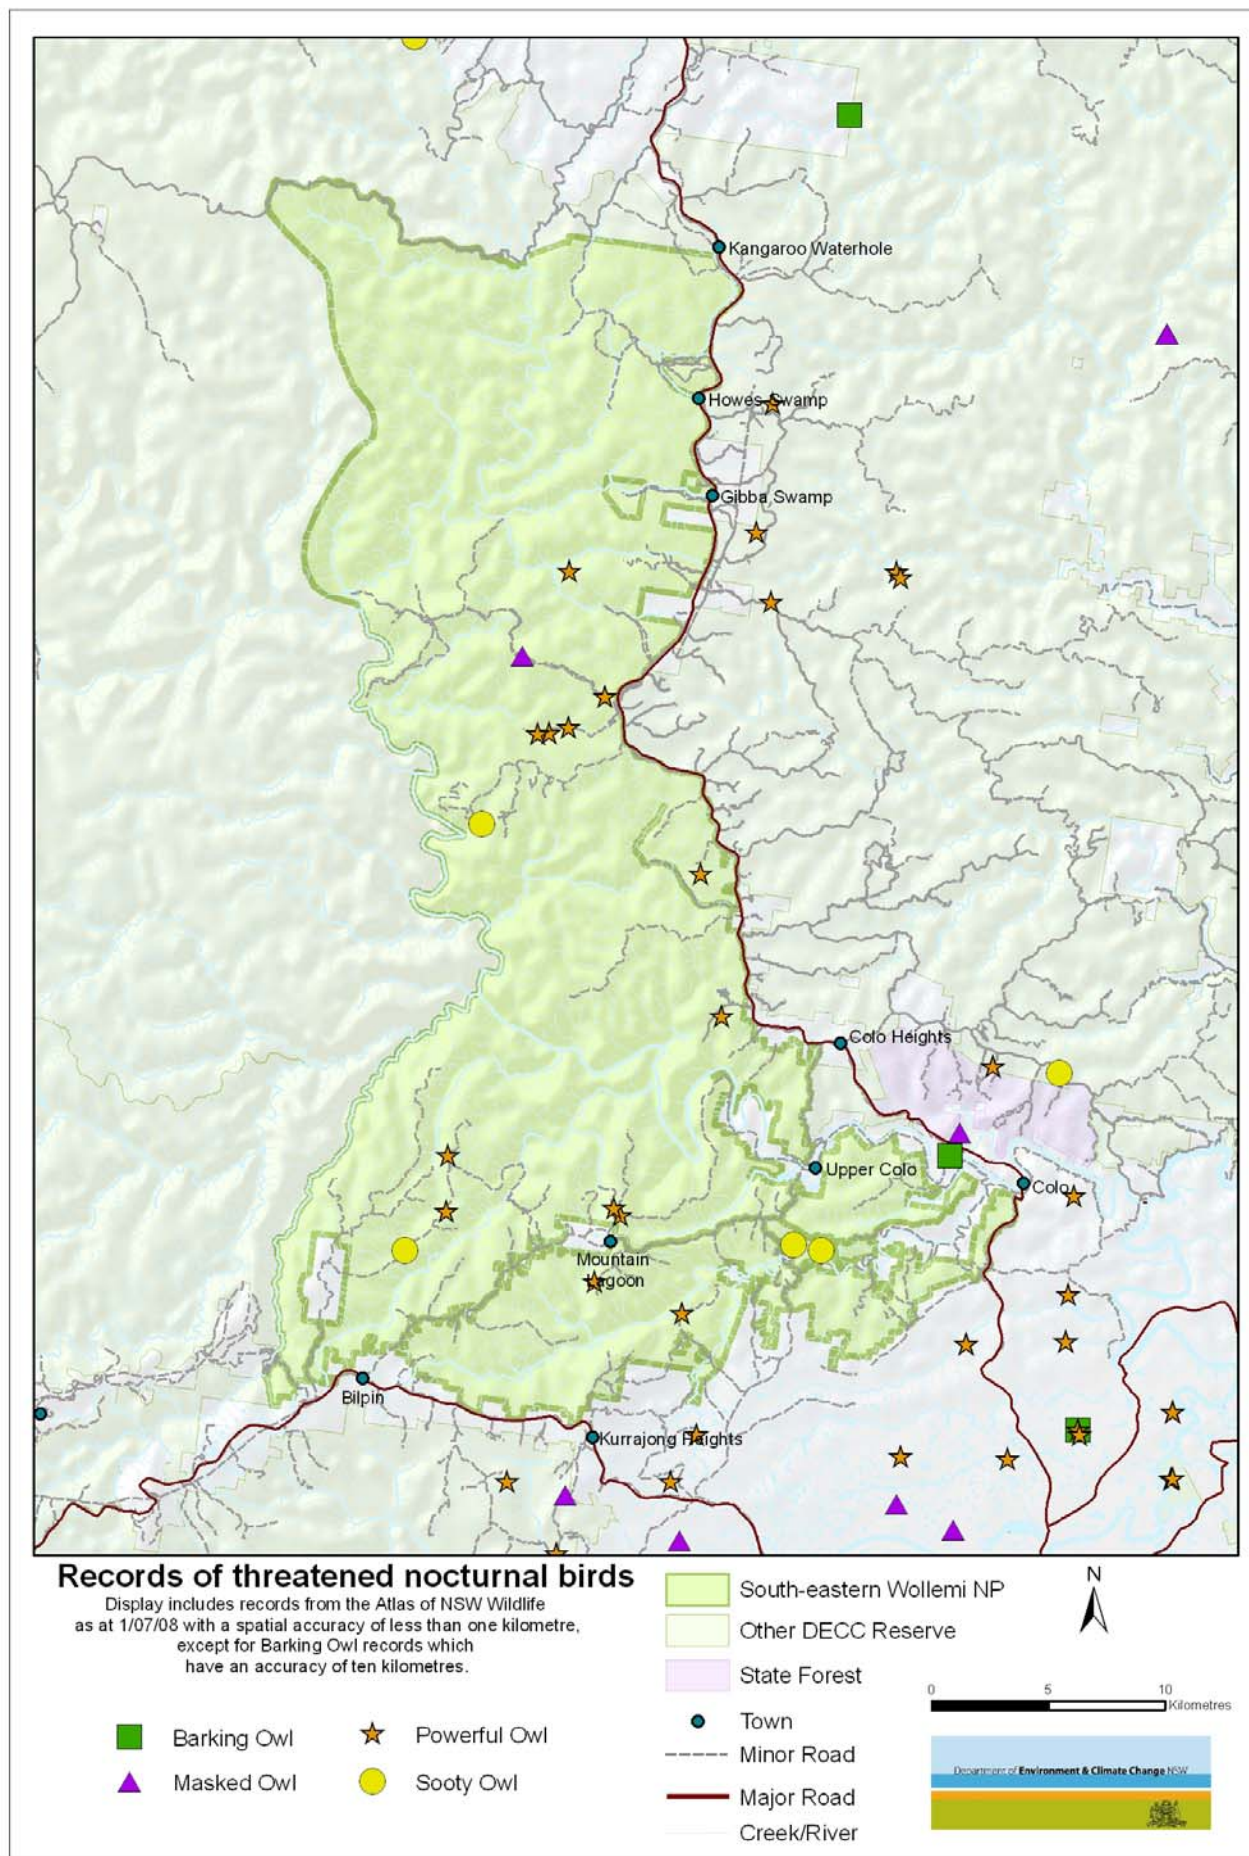 Kangaroo Waterhole
Howes Swamp
Gibba Swamp
Colo Heights
Upper Colo
Colo
Mountain
Lagoon
Bilpin
Kurrajong Heights
Records of threatened nocturnal birds
Display includes records from the Atlas of NSW Wildlife
as at 1/07/08 with a spatial accuracy of less than one kilometre,
except for Barking Owl records which
have an accuracy of ten kilometres.
Barking Owl
Powerful Owl
Masked Owl
Sooty Owl
South-eastern Wollemi NP
Other DECC Reserve
State Forest
Town
Minor Road
Major Road
Creek/River
N
0 5 10
Kilometres
Department of Environment & Climate Change NSW